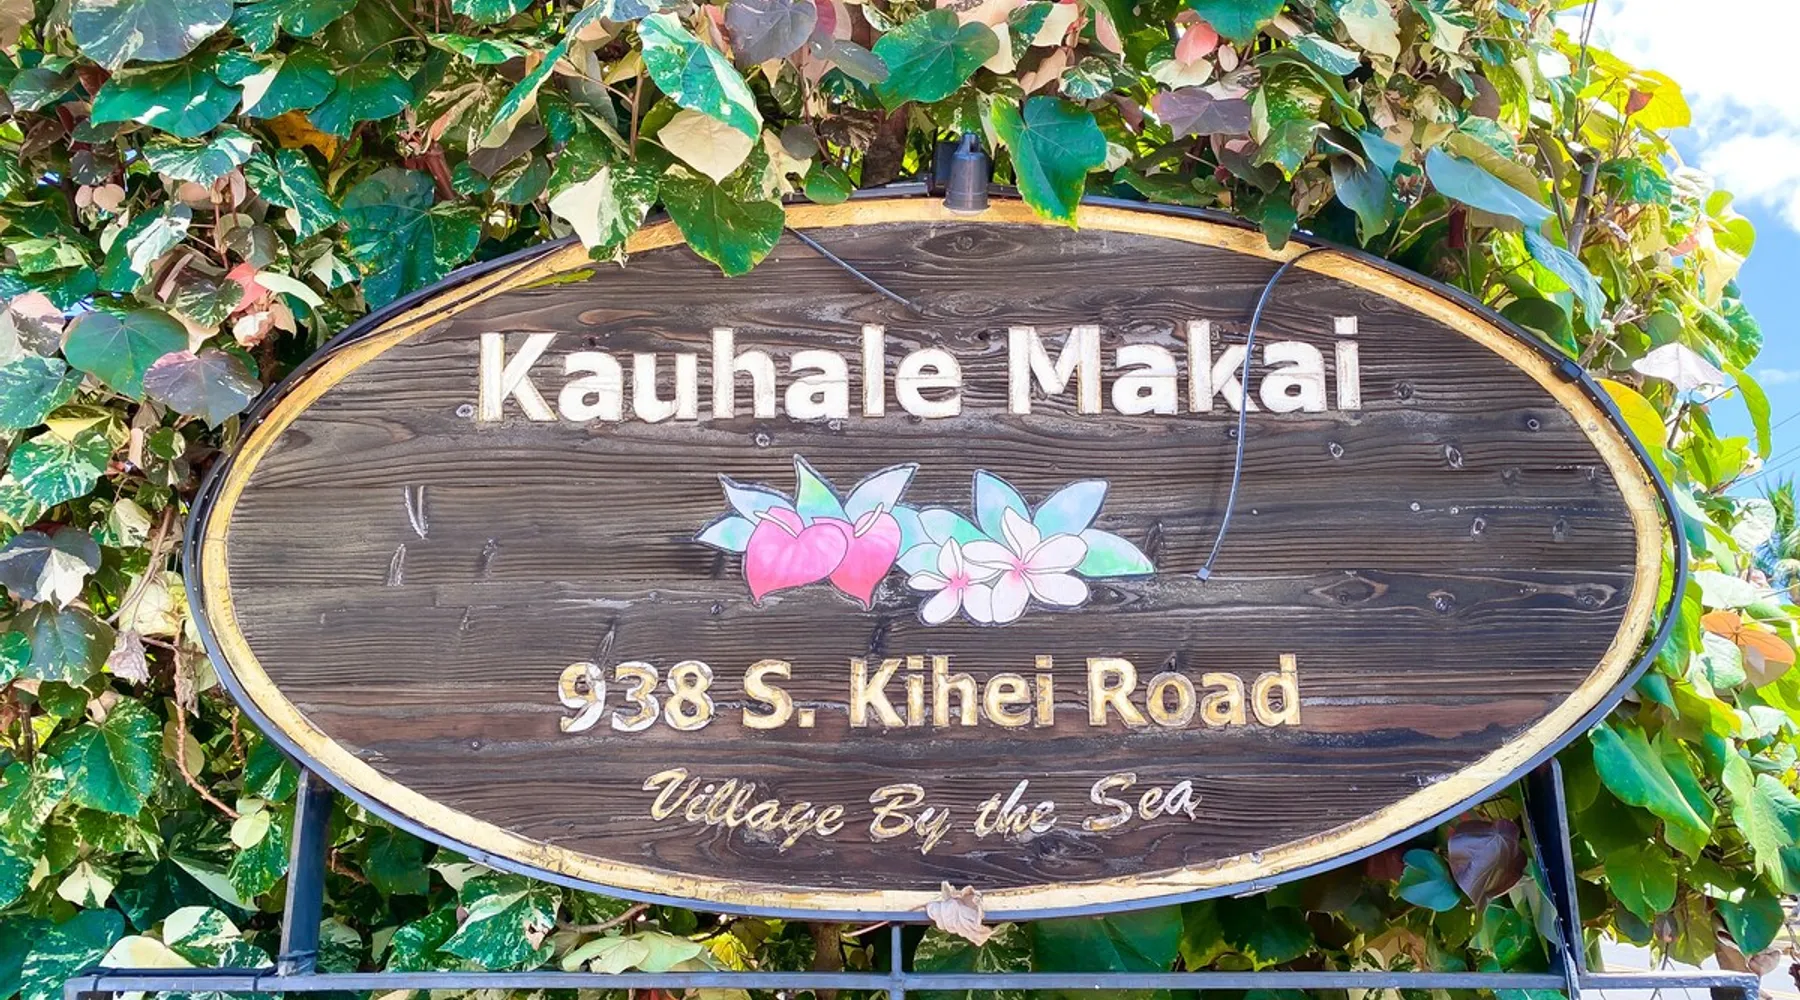 Kauhale Makai
938 S. Kihei Road
Village By the Sea